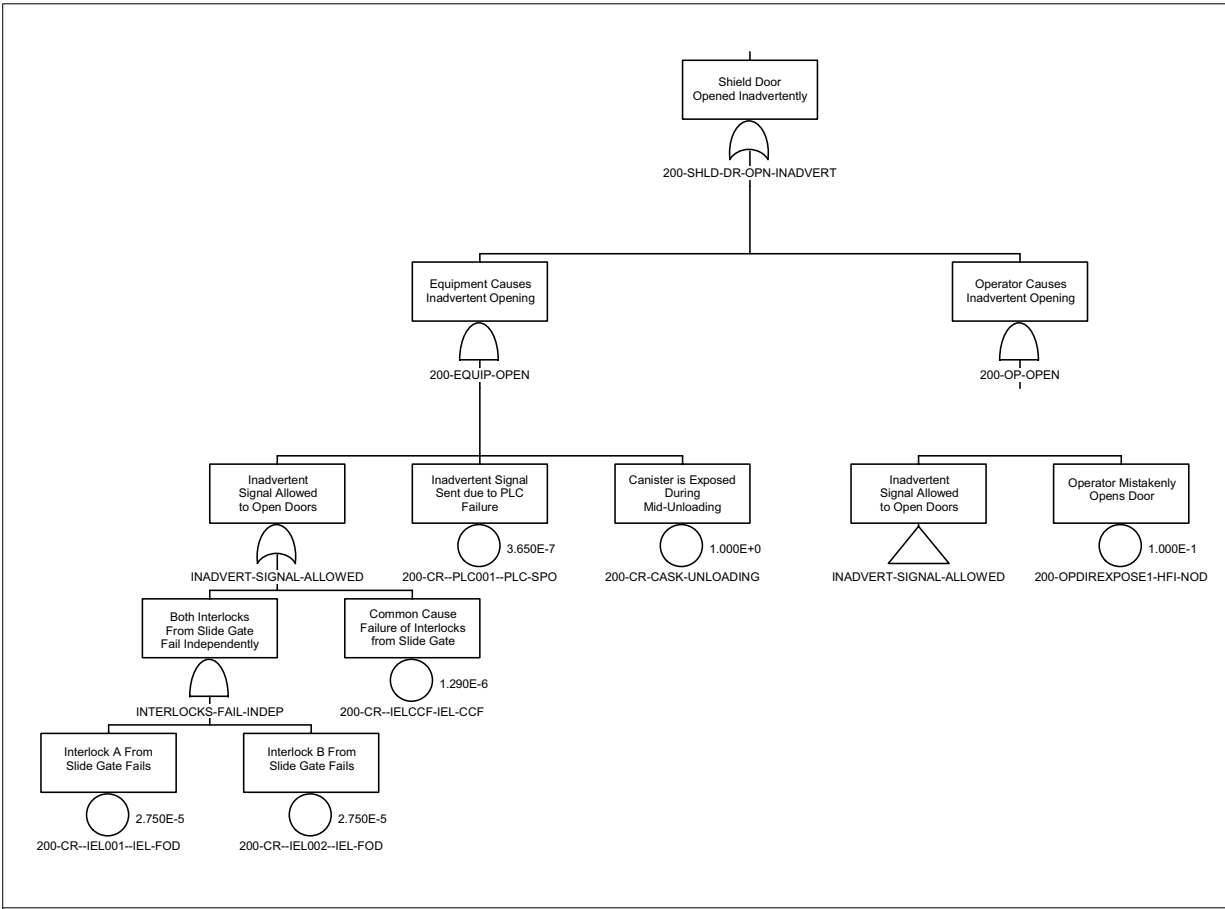 Shield Door
Opened Inadvertently
200-SHLD-DR-OPN-INADVERT
Equipment Causes
Inadvertent Opening
200-EQUIP-OPEN
Operator Causes
Inadvertent Opening
200-OP-OPEN
Inadvertent
Signal Allowed
to Open Doors
INADVERT-SIGNAL-ALLOWED
Inadvertent Signal
Sent due to PLC
Failure
3.650E-7
200-CR--PLC001--PLC-SPO
Canister is Exposed
During
Mid-Unloading
1.000E+0
200-CR-CASK-UNLOADING
Inadvertent
Signal Allowed
to Open Doors
INADVERT-SIGNAL-ALLOWED
Operator Mistakenly
Opens Door
1.000E-1
200-OPDIREXPOSE1-HFI-NOD
Both Interlocks
From Slide Gate
Fail Independently
INTERLOCKS-FAIL-INDEP
Common Cause
Failure of Interlocks
from Slide Gate
1.290E-6
200-CR--IELCCF-IEL-CCF
Interlock A From
Slide Gate Fails
2.750E-5
200-CR--IEL001--IEL-FOD
Interlock B From
Slide Gate Fails
2.750E-5
200-CR--IEL002--IEL-FOD